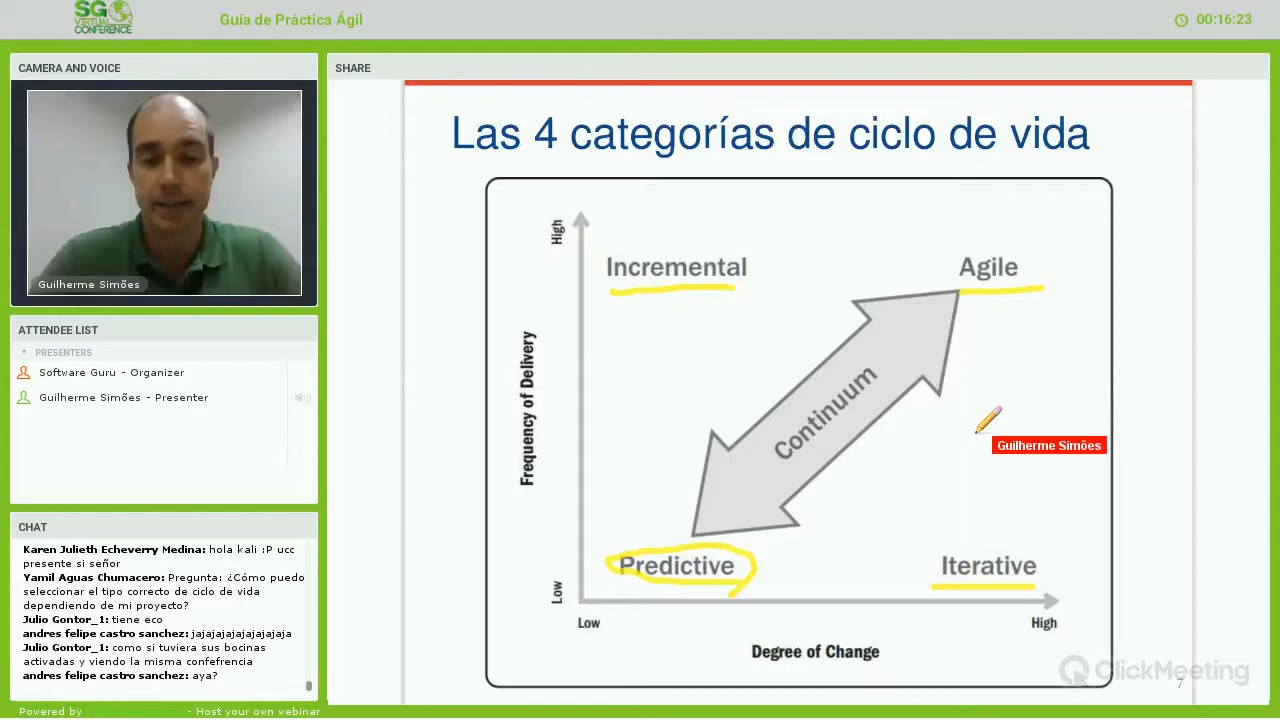 SG
VIRTUAL
CONFERENCE
Guía de Práctica Ágil
00:16:23
CAMERA AND VOICE
Guilherme Simões
ATTENDEE LIST
PRESENTERS
Software Guru - Organizer
Guilherme Simões - Presenter
CHAT
Karen Julieth Echeverry Medina: hola kali :P ucc
presente si señor
Yamil Aguas Chumacero: Pregunta: ¿Cómo puedo
seleccionar el tipo correcto de ciclo de vida
dependiendo de mi proyecto?
Julio Gontor_1: tiene eco
andres felipe castro sanchez: jajajajajajajajajaja
Julio Gontor_1: como si tuviera sus bocinas
activadas y viendo la misma confefrencia
andres felipe castro sanchez: aya?
Powered by
- Host your own webinar
SHARE
Las 4 categorías de ciclo de vida
High
Incremental
Agile
Frequency of Delivery
Continuum
Guilherme Simões
Predictive
Iterative
Low
Low
High
Degree of Change
ClickMeeting
7